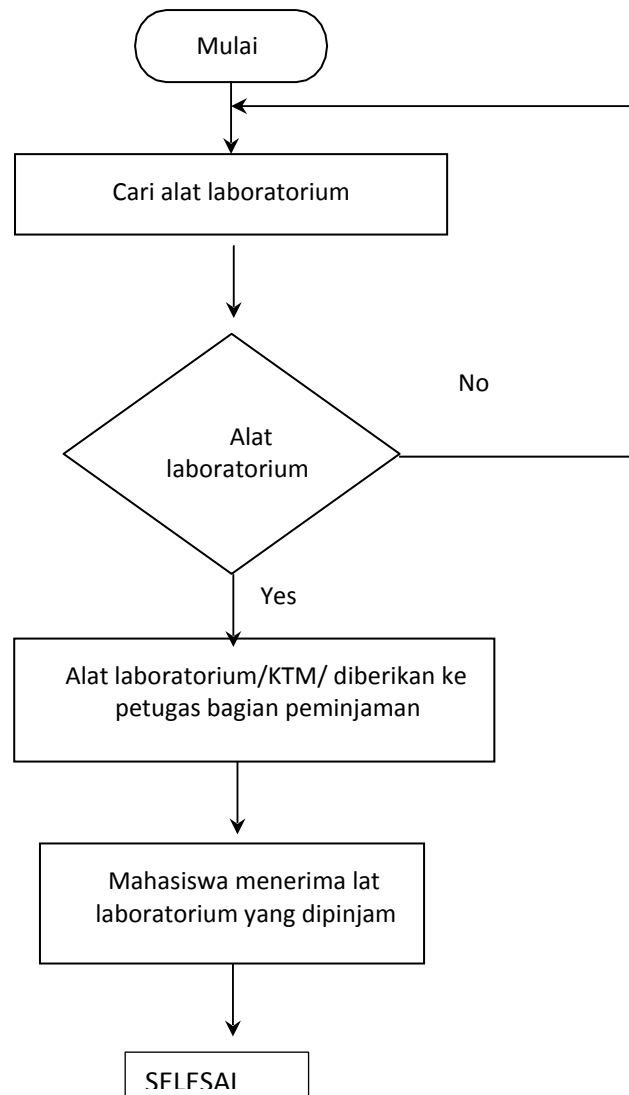 Mulai
Cari alat laboratorium
No
Alat
laboratorium
Yes
Alat laboratorium/KTM/ diberikan ke
petugas bagian peminjaman
Mahasiswa menerima lat
laboratorium yang dipinjam
SELESAI